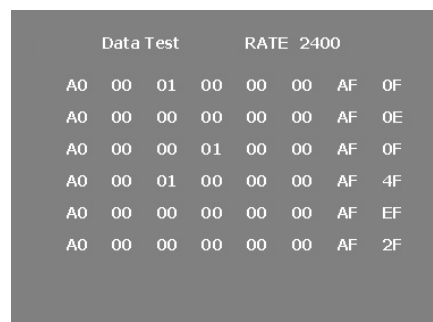 Data Test RATE 2400
A0 00 01 00 00 00 AF 0F
A0 00 00 00 00 00 AF 0E
A0 00 00 01 00 00 AF 0F
A0 00 01 00 00 00 AF 4F
A0 00 00 00 00 00 AF EF
A0 00 00 00 00 00 AF 2F